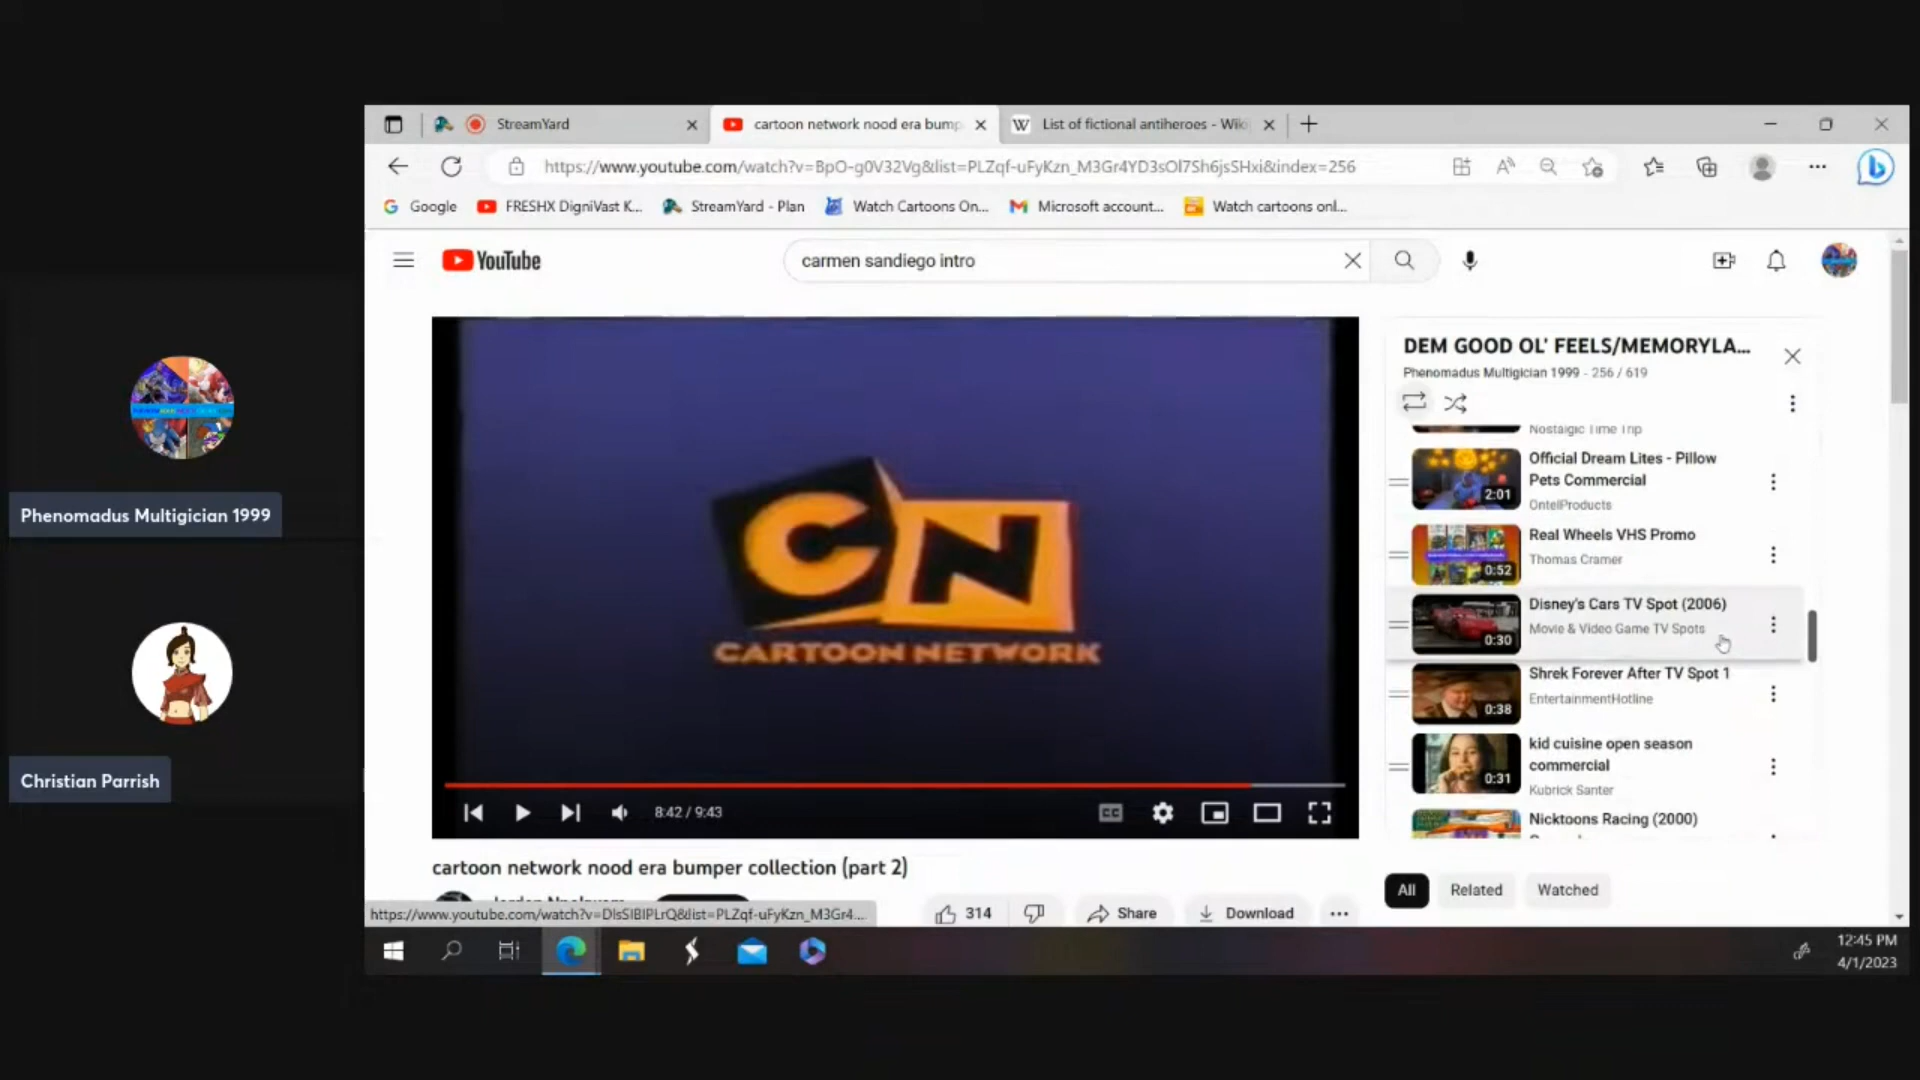 StreamYard
cartoon network nood era bump
List of fictional antiheroes - Wiki
https://www.youtube.com/watch?v=BpO-g0V32Vg&list=PLZqf-uFyKzn_M3Gr4YD3sOl7Sh6jsSHxi&index=256
Google
FRESHX DigniVast K...
StreamYard - Plan
Watch Cartoons On...
Microsoft account...
Watch cartoons onl...
YouTube
carmen sandiego intro
CN
CARTOON NETWORK
8:42 / 9:43
CC
cartoon network nood era bumper collection (part 2)
314
Share
Download
https://www.youtube.com/watch?v=DIsSIBIPLrQ&list=PLZqf-uFyKzn_M3Gr4....
DEM GOOD OL' FEELS/MEMORYLA...
Phenomadus Multigician 1999 - 256 / 619
Nostalgic Time Trip
Official Dream Lites - Pillow
Pets Commercial
OntelProducts
2:01
Real Wheels VHS Promo
Thomas Cramer
0:52
Disney's Cars TV Spot (2006)
Movie & Video Game TV Spots
0:30
Shrek Forever After TV Spot 1
EntertainmentHotline
0:38
kid cuisine open season
commercial
Kubrick Santer
0:31
Nicktoons Racing (2000)
All
Related
Watched
Phenomadus Multigician 1999
Christian Parrish
12:45 PM
4/1/2023